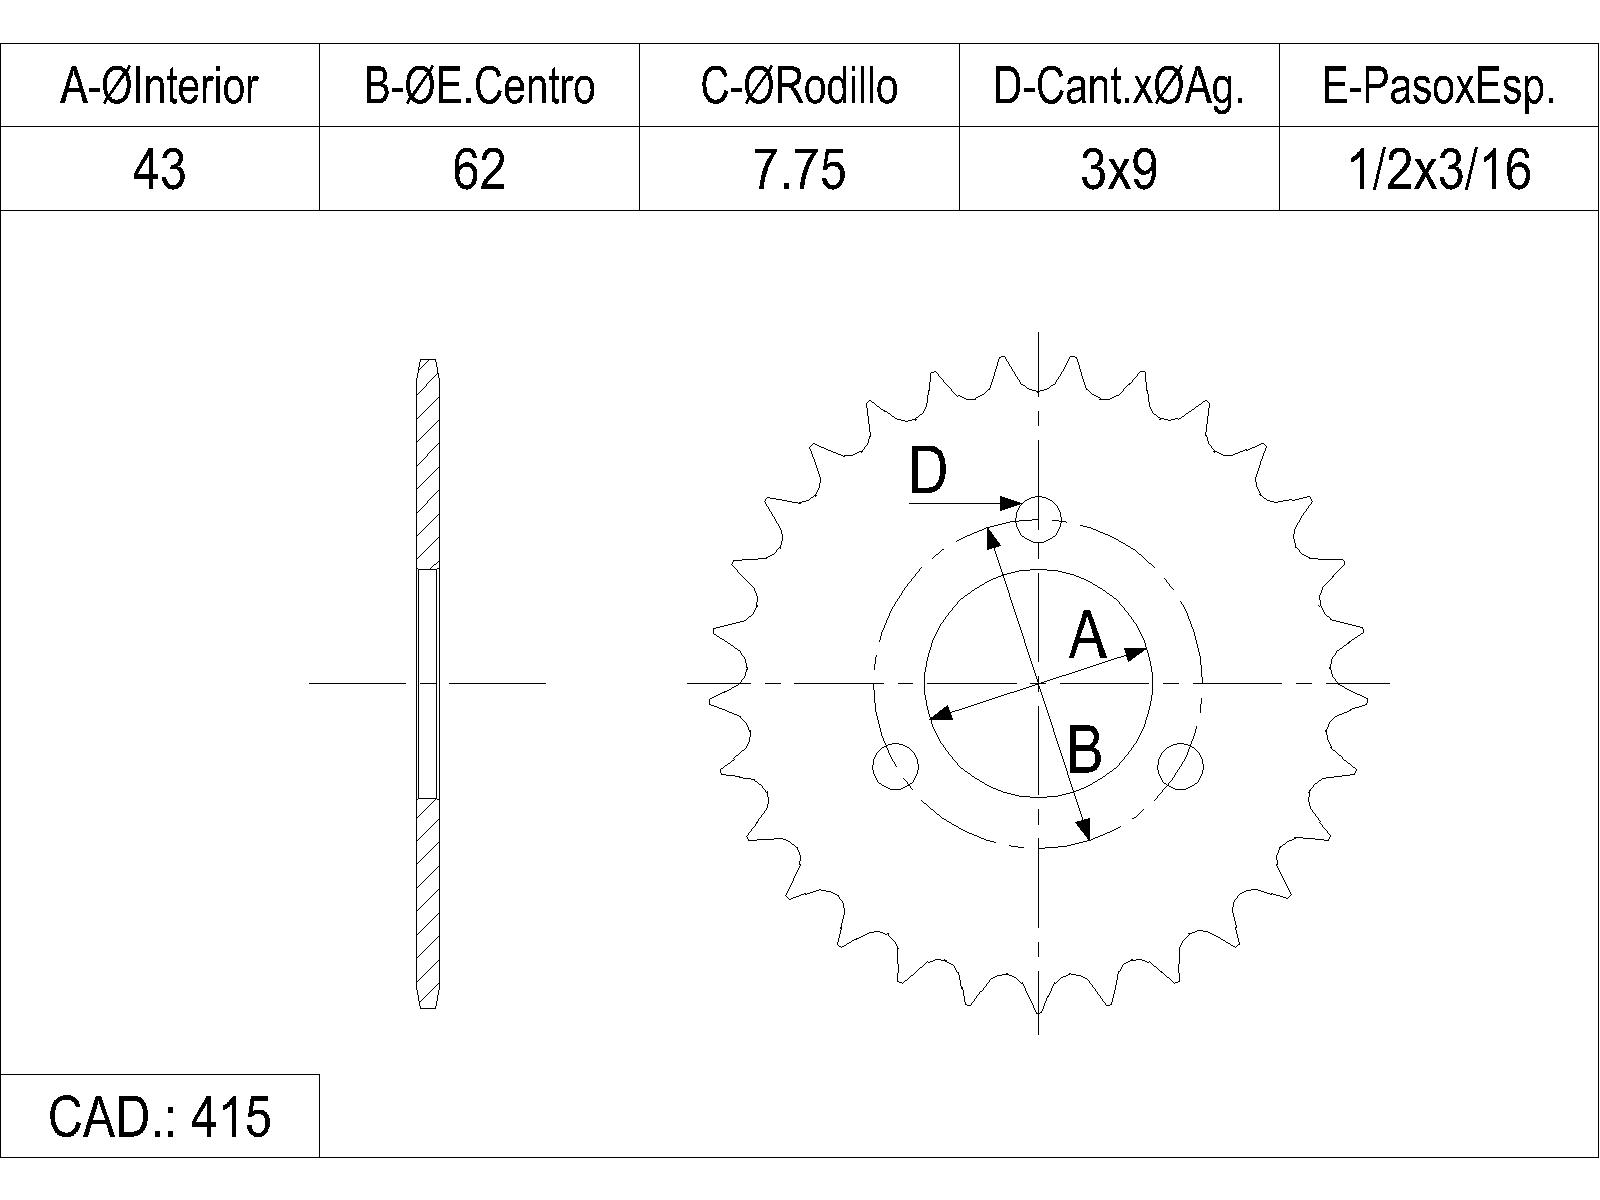 A-ØInterior B-ØE.Centro C-ØRodillo D-Cant.xØAg. E-PasoxEsp.
43 62 7.75 3x9 1/2x3/16
D
A
B
CAD.: 415